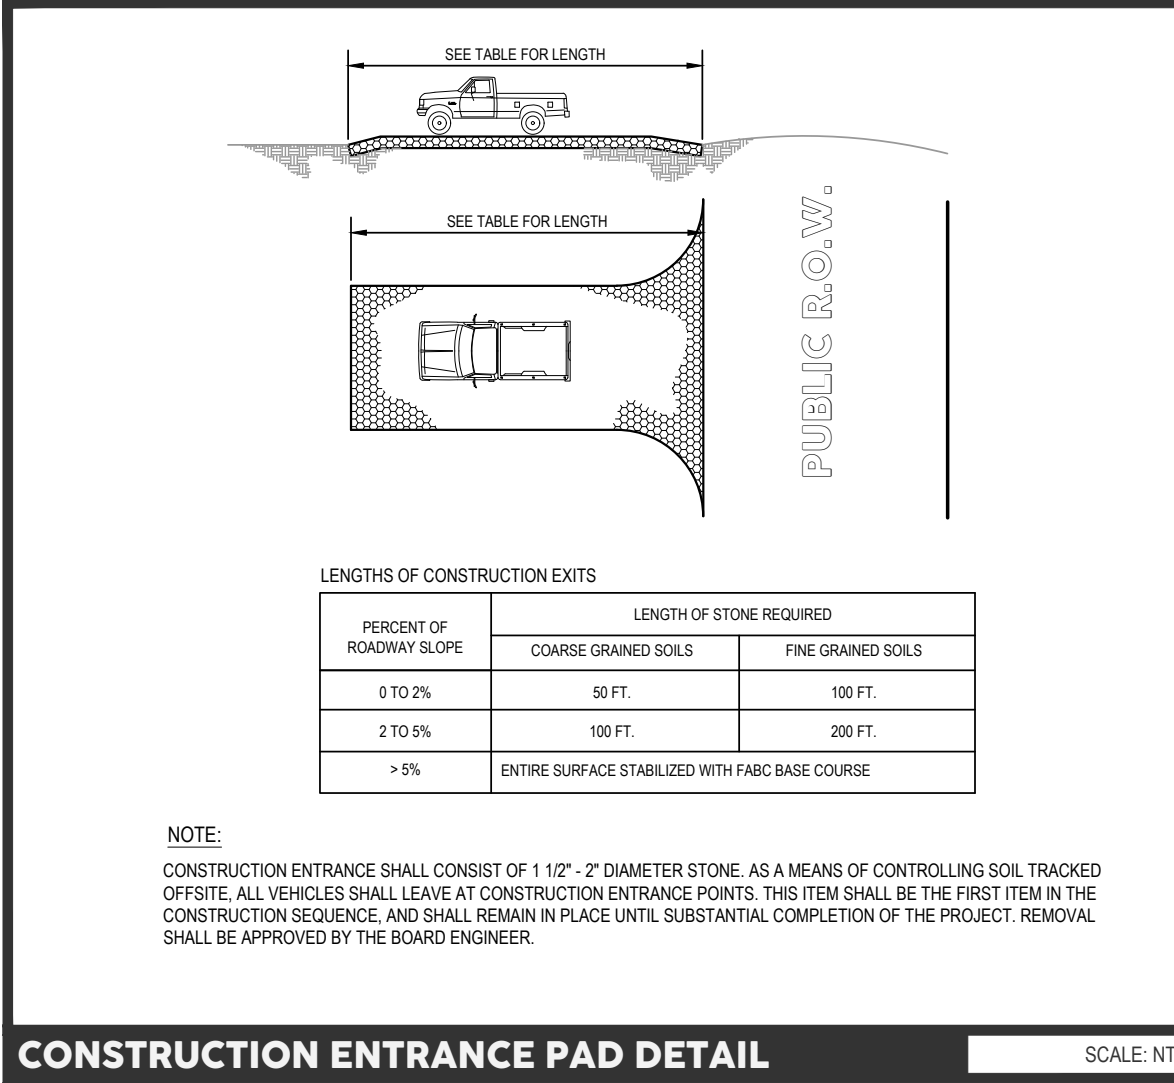 SEE TABLE FOR LENGTH
SEE TABLE FOR LENGTH
PUBLIC R.O.W.
LENGTHS OF CONSTRUCTION EXITS
PERCENT OF
ROADWAY SLOPE
LENGTH OF STONE REQUIRED
COARSE GRAINED SOILS
FINE GRAINED SOILS
0 TO 2%
50 FT.
100 FT.
2 TO 5%
100 FT.
200 FT.
> 5%
ENTIRE SURFACE STABILIZED WITH FABC BASE COURSE
NOTE:
CONSTRUCTION ENTRANCE SHALL CONSIST OF 1 1/2" - 2" DIAMETER STONE. AS A MEANS OF CONTROLLING SOIL TRACKED
OFFSITE, ALL VEHICLES SHALL LEAVE AT CONSTRUCTION ENTRANCE POINTS. THIS ITEM SHALL BE THE FIRST ITEM IN THE
CONSTRUCTION SEQUENCE, AND SHALL REMAIN IN PLACE UNTIL SUBSTANTIAL COMPLETION OF THE PROJECT. REMOVAL
SHALL BE APPROVED BY THE BOARD ENGINEER.
CONSTRUCTION ENTRANCE PAD DETAIL
SCALE: NT